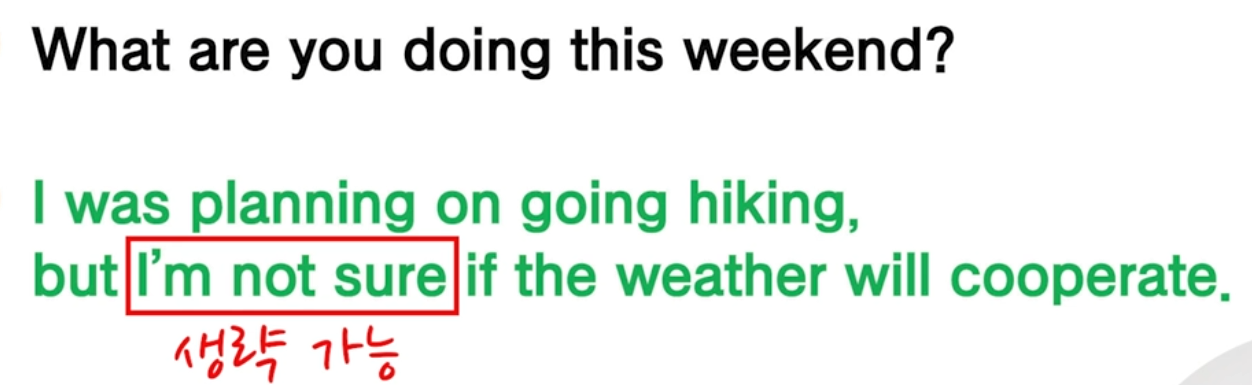 What are you doing this weekend?
I was planning on going hiking,
but I'm not sure if the weather will cooperate.
생략 가능